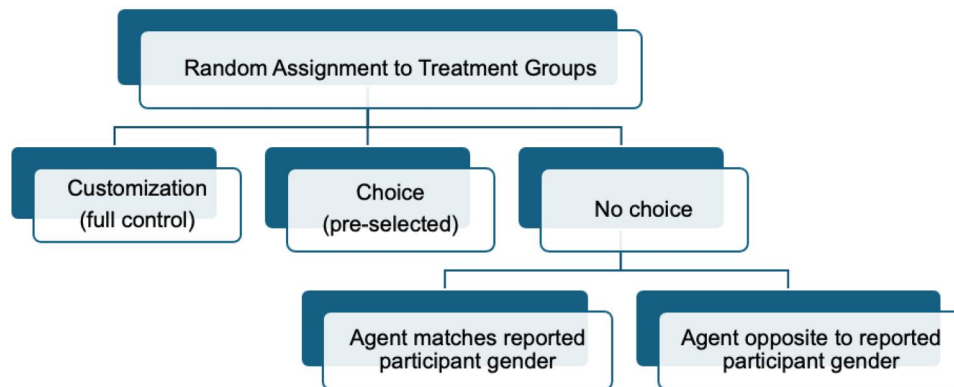 Random Assignment to Treatment Groups
Customization
(full control)
Choice
(pre-selected)
No choice
Agent matches reported
participant gender
Agent opposite to reported
participant gender